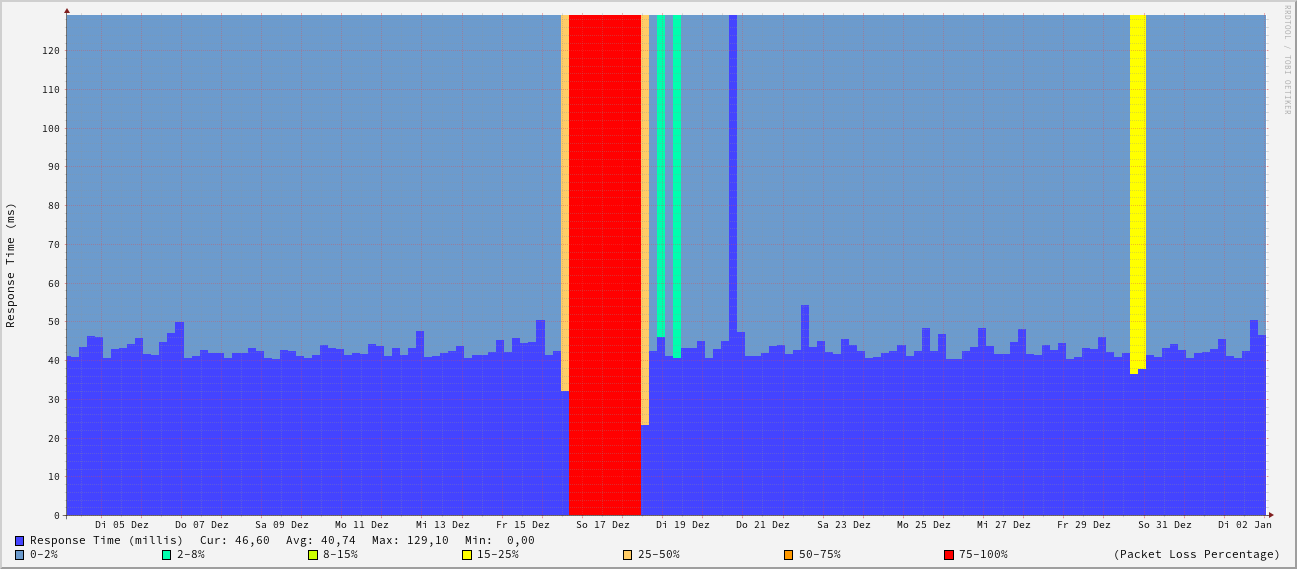 RRDTOOL / TOBI OETIKER
Response Time (ms)
120
110
100
90
80
70
60
50
40
30
20
10
0
Di 05 Dez Do 07 Dez Sa 09 Dez Mo 11 Dez Mi 13 Dez Fr 15 Dez So 17 Dez Di 19 Dez Do 21 Dez Sa 23 Dez Mo 25 Dez Mi 27 Dez Fr 29 Dez So 31 Dez Di 02 Jan
Response Time (millis) Cur: 46,60 Avg: 40,74 Max: 129,10 Min: 0,00
0-2% 2-8% 8-15% 15-25% 25-50% 50-75% 75-100% (Packet Loss Percentage)